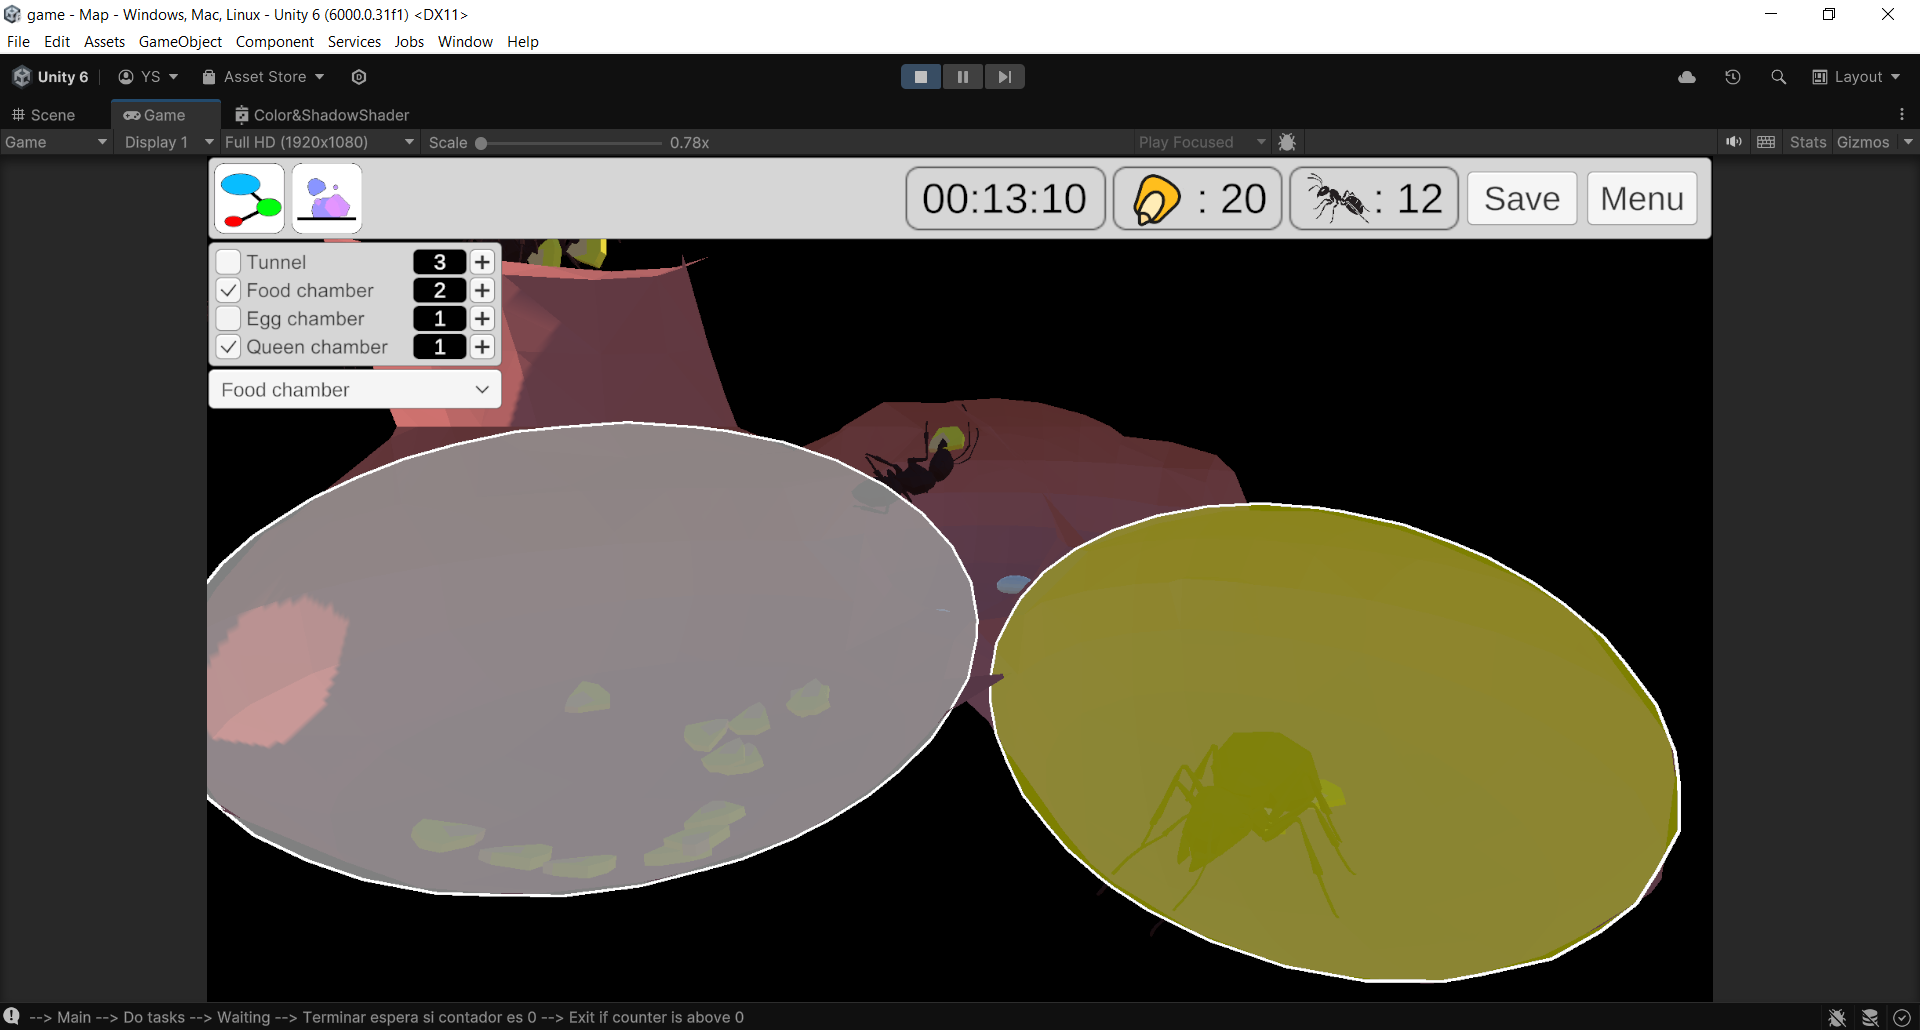 game - Map - Windows, Mac, Linux - Unity 6 (6000.0.31f1) <DX11>
File Edit Assets GameObject Component Services Jobs Window Help
Unity 6 YS Asset Store Layout
Scene Game Color&ShadowShader
Game Display 1 Full HD (1920x1080) Scale 0.78x Play Focused Stats Gizmos
00:13:10 : 20 : 12 Save Menu
Tunnel 3 +
Food chamber 2 +
Egg chamber 1 +
Queen chamber 1 +
Food chamber
--> Main --> Do tasks --> Waiting --> Terminar espera si contador es 0 --> Exit if counter is above 0